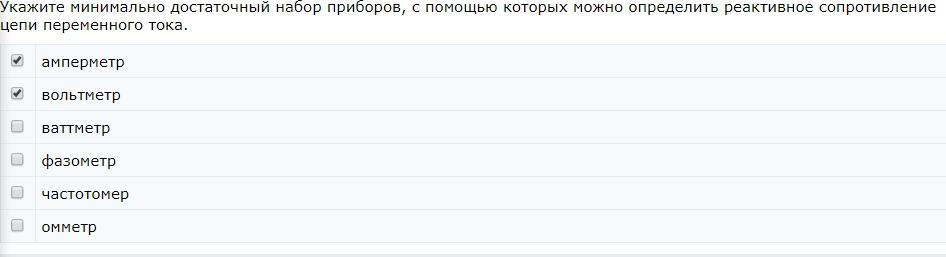 Укажите минимально достаточный набор приборов, с помощью которых можно определить реактивное сопротивление
цепи переменного тока.
амперметр
вольтметр
ваттметр
фазометр
частотомер
омметр